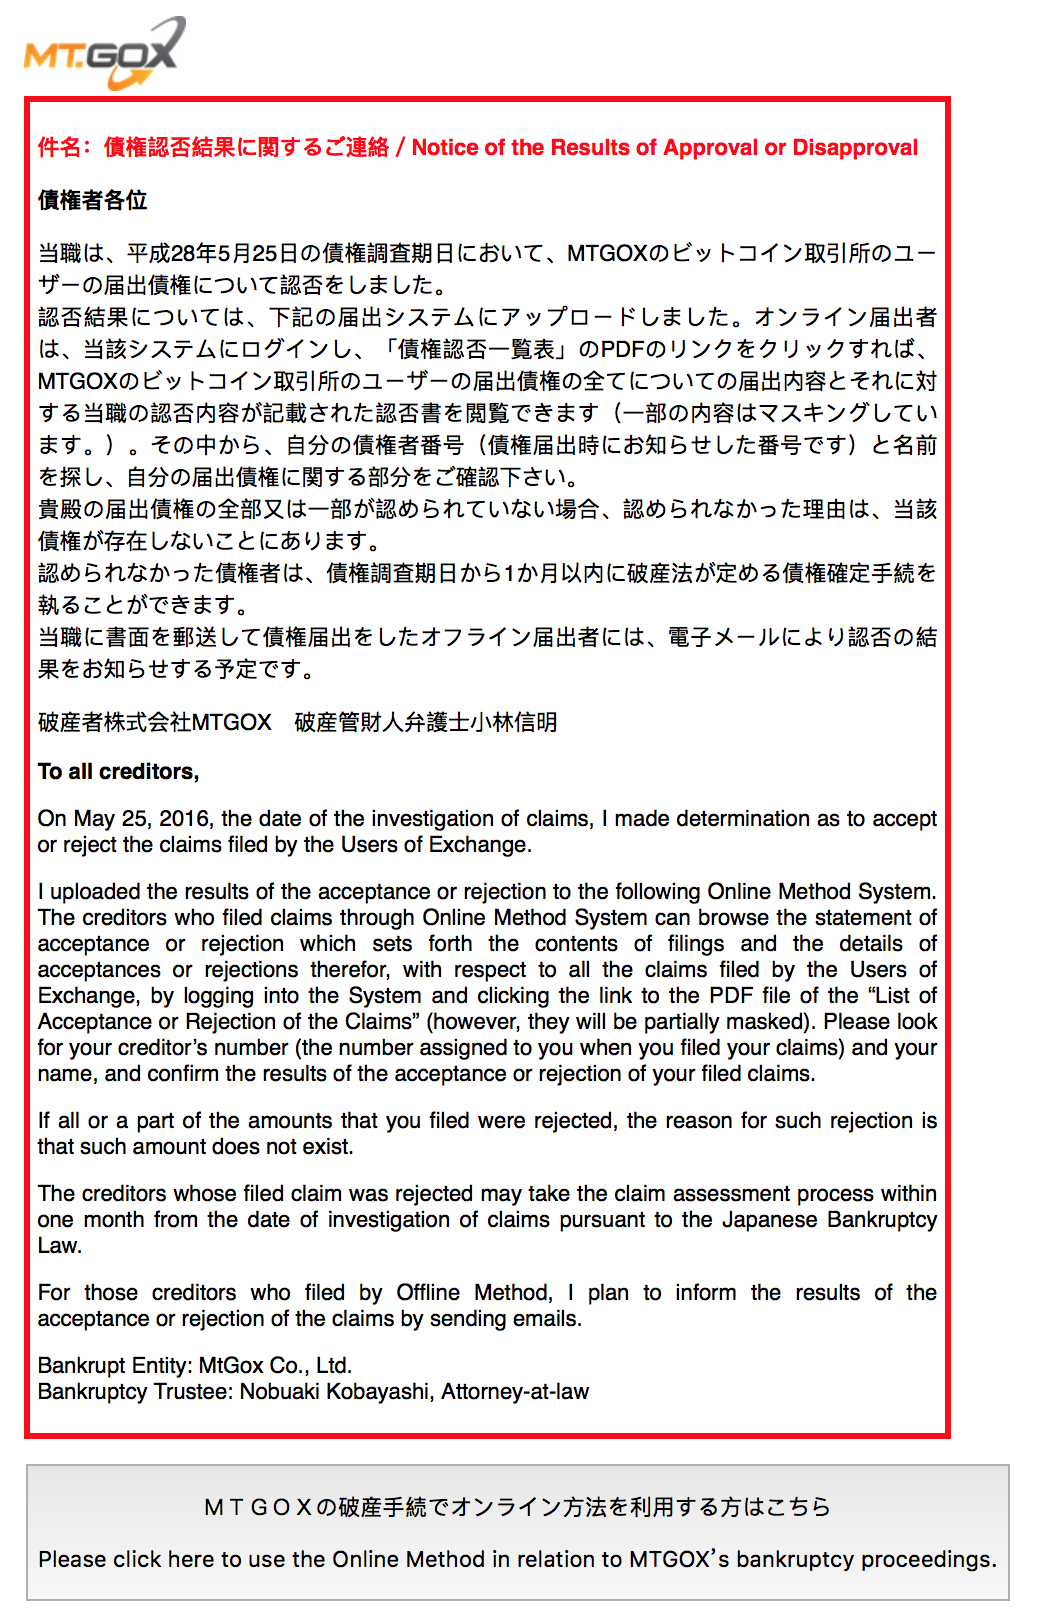 MT.GOX
件名：債権認否結果に関するご連絡 / Notice of the Results of Approval or Disapproval
債権者各位
当職は、平成28年5月25日の債権調査期日において、MTGOXのビットコイン取引所のユー
ザーの届出債権について認否をしました。
認否結果については、下記の届出システムにアップロードしました。オンライン届出者
は、当該システムにログインし、「債権認否一覧表」のPDFのリンクをクリックすれば、
MTGOXのビットコイン取引所のユーザーの届出債権の全てについての届出内容とそれに対
する当職の認否内容が記載された認否書を閲覧できます（一部の内容はマスキングしてい
ます。）。その中から、自分の債権者番号（債権届出時にお知らせした番号です）と名前
を探し、自分の届出債権に関する部分をご確認下さい。
貴殿の届出債権の全部又は一部が認められていない場合、認められなかった理由は、当該
債権が存在しないことにあります。
認められなかった債権者は、債権調査期日から1か月以内に破産法が定める債権確定手続を
執ることができます。
当職に書面を郵送して債権届出をしたオフライン届出者には、電子メールにより認否の結
果をお知らせする予定です。
破産者株式会社MTGOX　破産管財人弁護士小林信明
To all creditors,
On May 25, 2016, the date of the investigation of claims, I made determination as to accept
or reject the claims filed by the Users of Exchange.
I uploaded the results of the acceptance or rejection to the following Online Method System.
The creditors who filed claims through Online Method System can browse the statement of
acceptance or rejection which sets forth the contents of filings and the details of
acceptances or rejections therefor, with respect to all the claims filed by the Users of
Exchange, by logging into the System and clicking the link to the PDF file of the “List of
Acceptance or Rejection of the Claims” (however, they will be partially masked). Please look
for your creditor’s number (the number assigned to you when you filed your claims) and your
name, and confirm the results of the acceptance or rejection of your filed claims.
If all or a part of the amounts that you filed were rejected, the reason for such rejection is
that such amount does not exist.
The creditors whose filed claim was rejected may take the claim assessment process within
one month from the date of investigation of claims pursuant to the Japanese Bankruptcy
Law.
For those creditors who filed by Offline Method, I plan to inform the results of the
acceptance or rejection of the claims by sending emails.
Bankrupt Entity: MtGox Co., Ltd.
Bankruptcy Trustee: Nobuaki Kobayashi, Attorney-at-law
ＭＴＧＯＸの破産手続でオンライン方法を利用する方はこちら
Please click here to use the Online Method in relation to MTGOX’s bankruptcy proceedings.